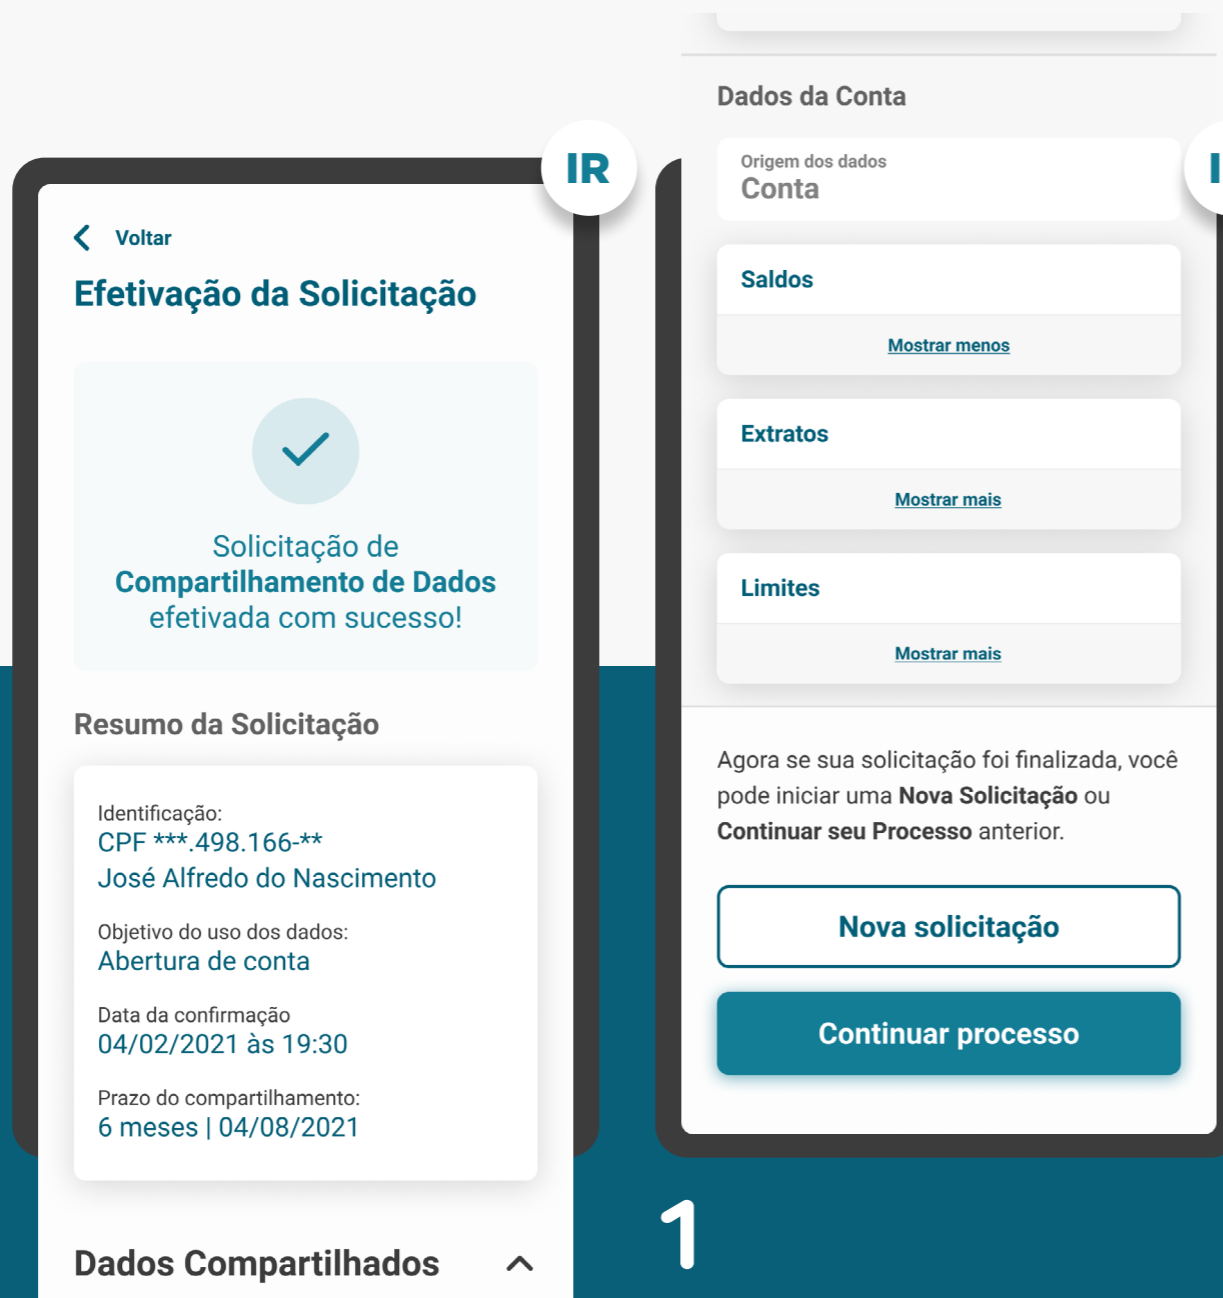 IR
Voltar
Efetivação da Solicitação
Solicitação de
Compartilhamento de Dados
efetivada com sucesso!
Resumo da Solicitação
Identificação:
CPF ***.498.166-**
José Alfredo do Nascimento
Objetivo do uso dos dados:
Abertura de conta
Data da confirmação
04/02/2021 às 19:30
Prazo do compartilhamento:
6 meses | 04/08/2021
Dados Compartilhados
Dados da Conta
Origem dos dados
Conta
Saldos
Mostrar menos
Extratos
Mostrar mais
Limites
Mostrar mais
Agora se sua solicitação foi finalizada, você
pode iniciar uma Nova Solicitação ou
Continuar seu Processo anterior.
Nova solicitação
Continuar processo
1